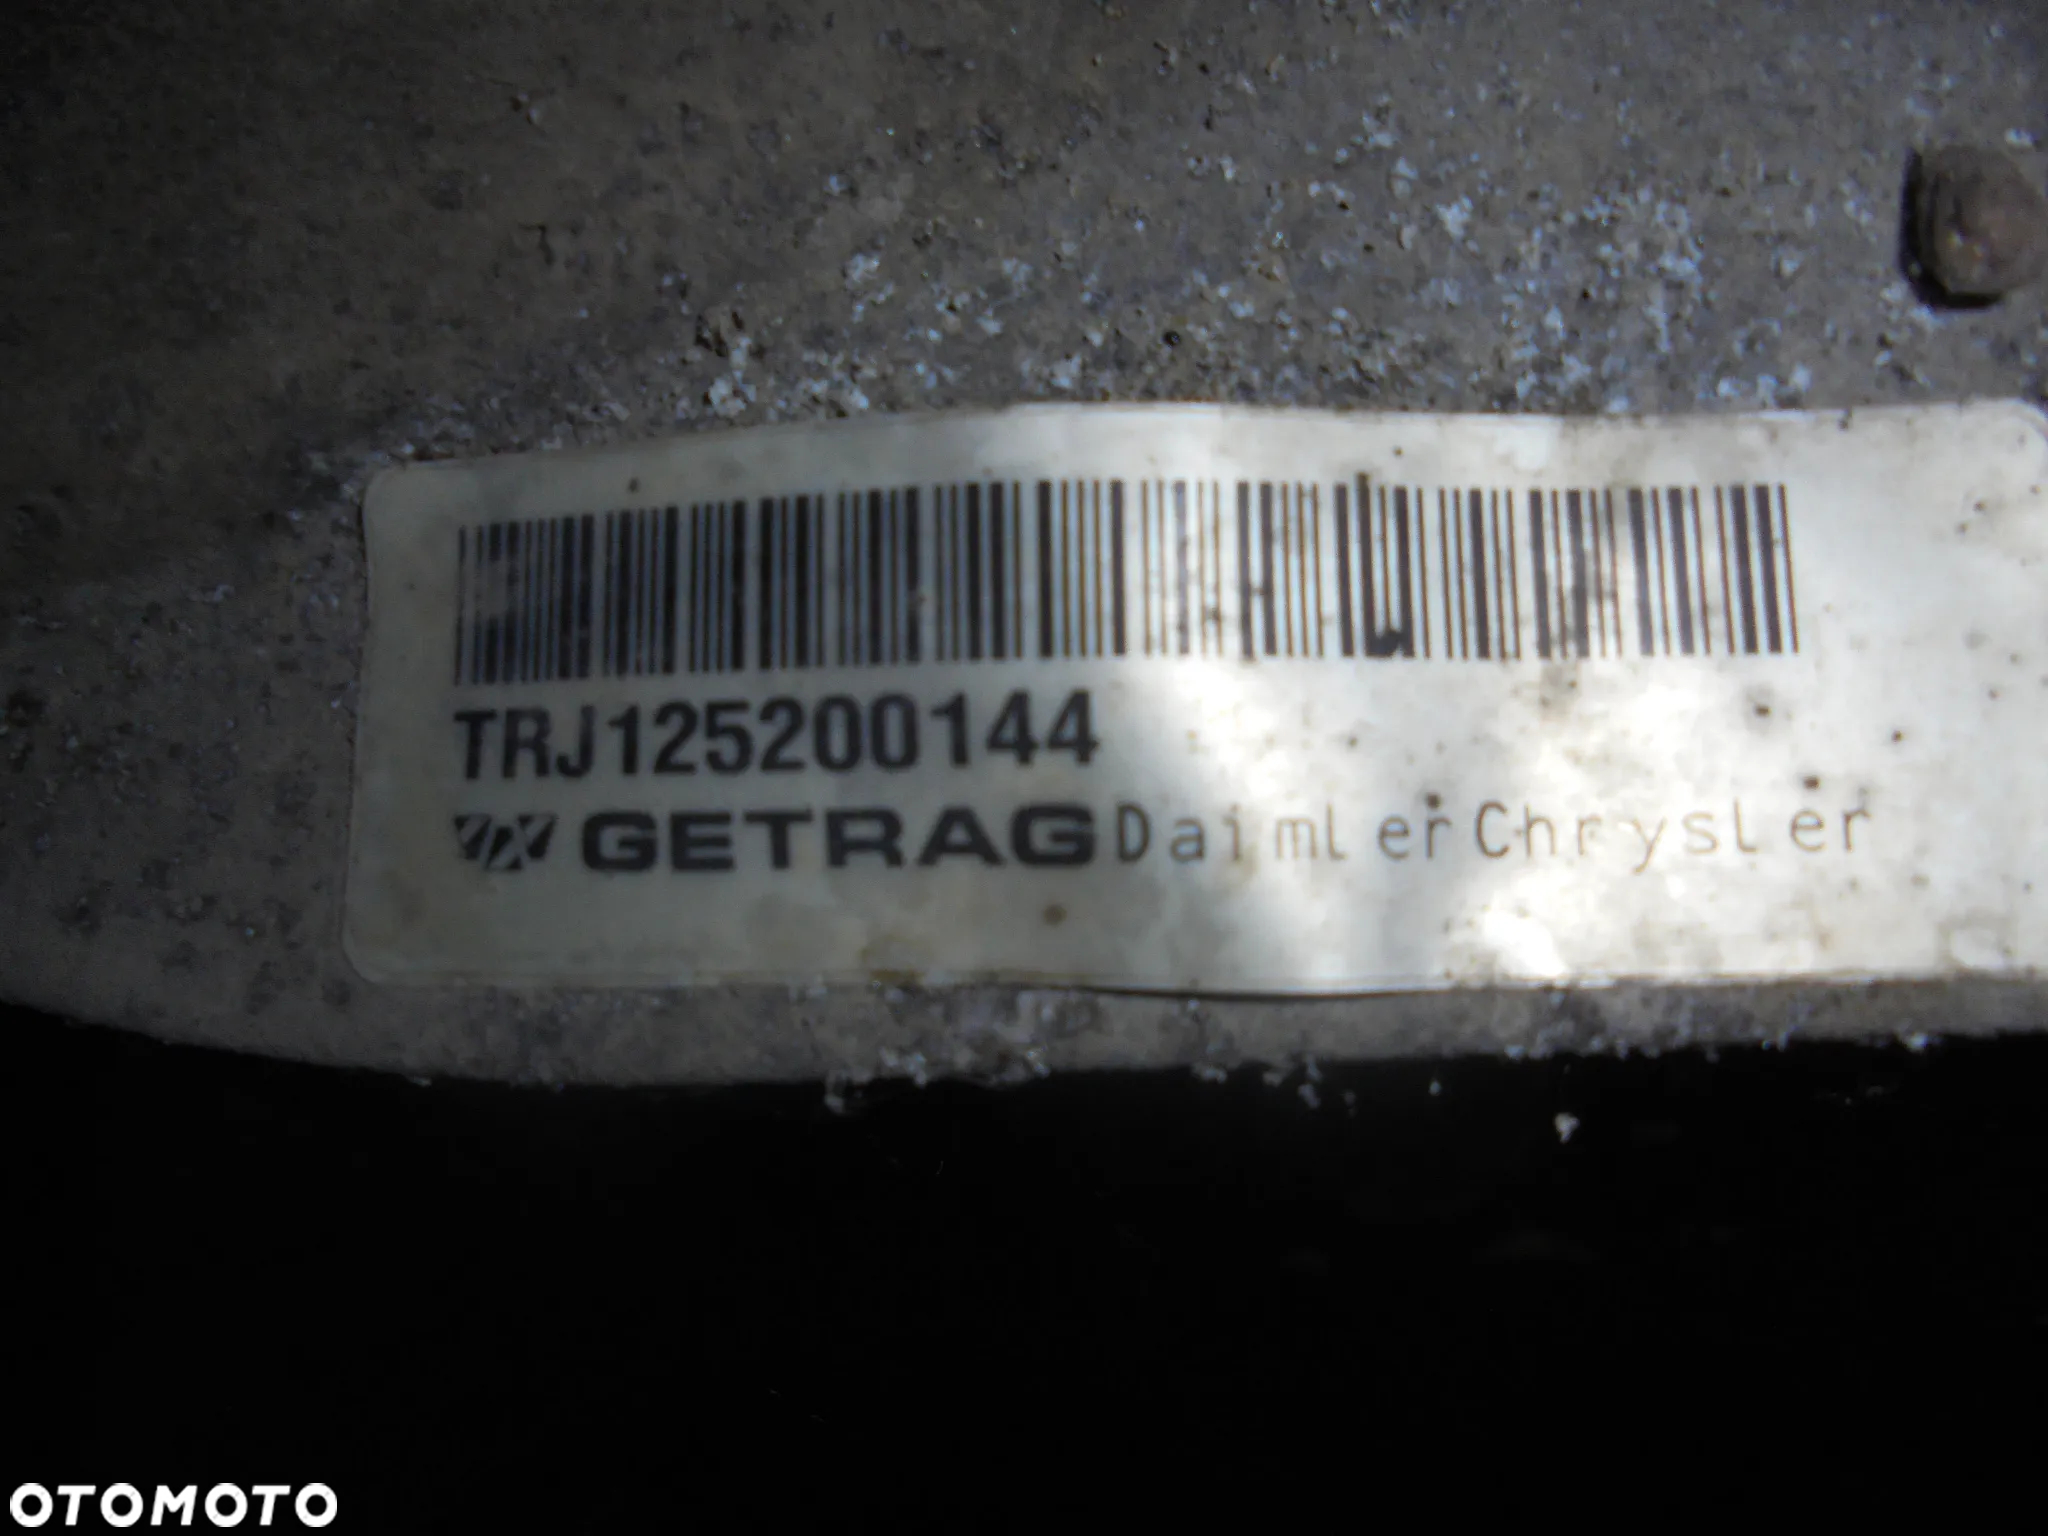 TRJ125200144
GETRAG DaimlerChrysler
OTOMOTO